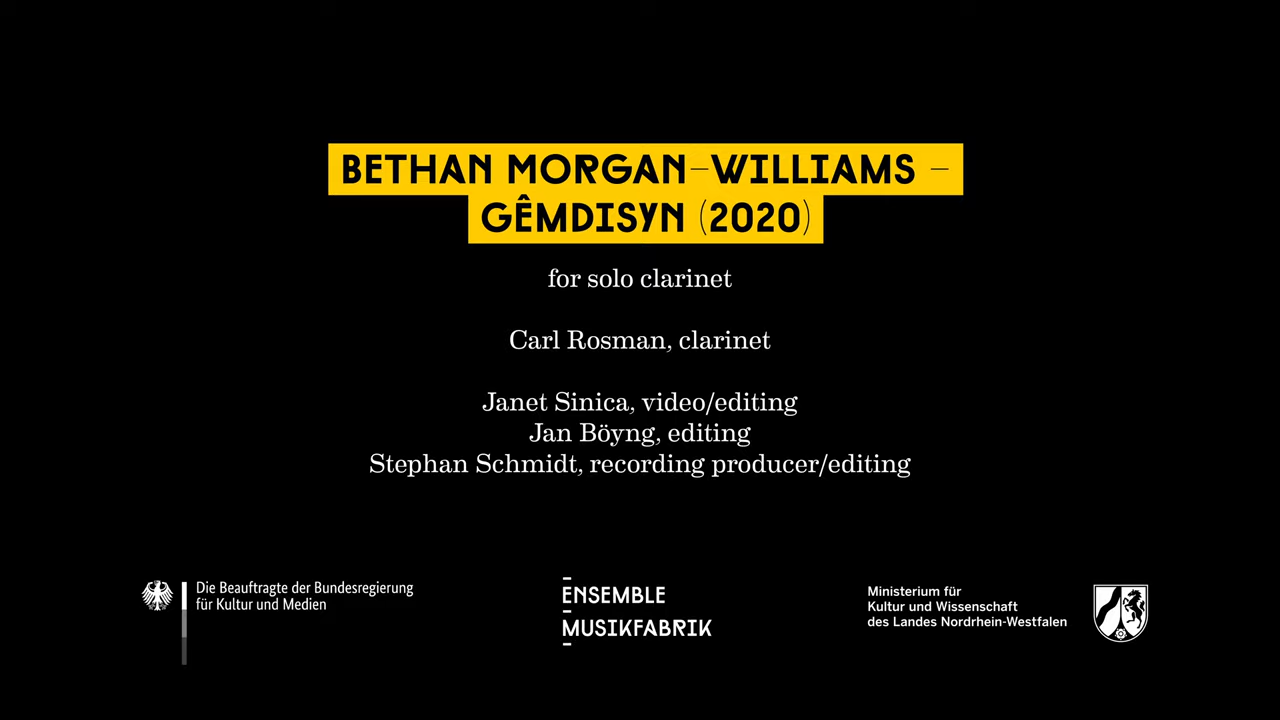 BETHAN MORGAN–WILLIAMS –
GÊMDISYN (2020)
for solo clarinet
Carl Rosman, clarinet
Janet Sinica, video/editing
Jan Böyng, editing
Stephan Schmidt, recording producer/editing
Die Beauftragte der Bundesregierung
für Kultur und Medien
ENSEMBLE
MUSIKFABRIK
Ministerium für
Kultur und Wissenschaft
des Landes Nordrhein-Westfalen